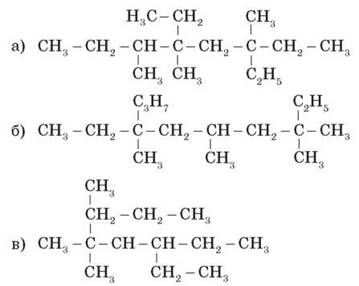 H₃C–CH₂ CH₃
а) CH₃–CH₂–CH–C–CH₂–C–CH₂–CH₃
CH₃ CH₃ C₂H₅
C₃H₇ C₂H₅
б) CH₃–CH₂–C–CH₂–CH–CH₂–C–CH₃
CH₃ CH₃ CH₃
CH₃
CH₂–CH₂–CH₃
в) CH₃–C–CH–CH–CH₂–CH₃
CH₃ CH₂–CH₃